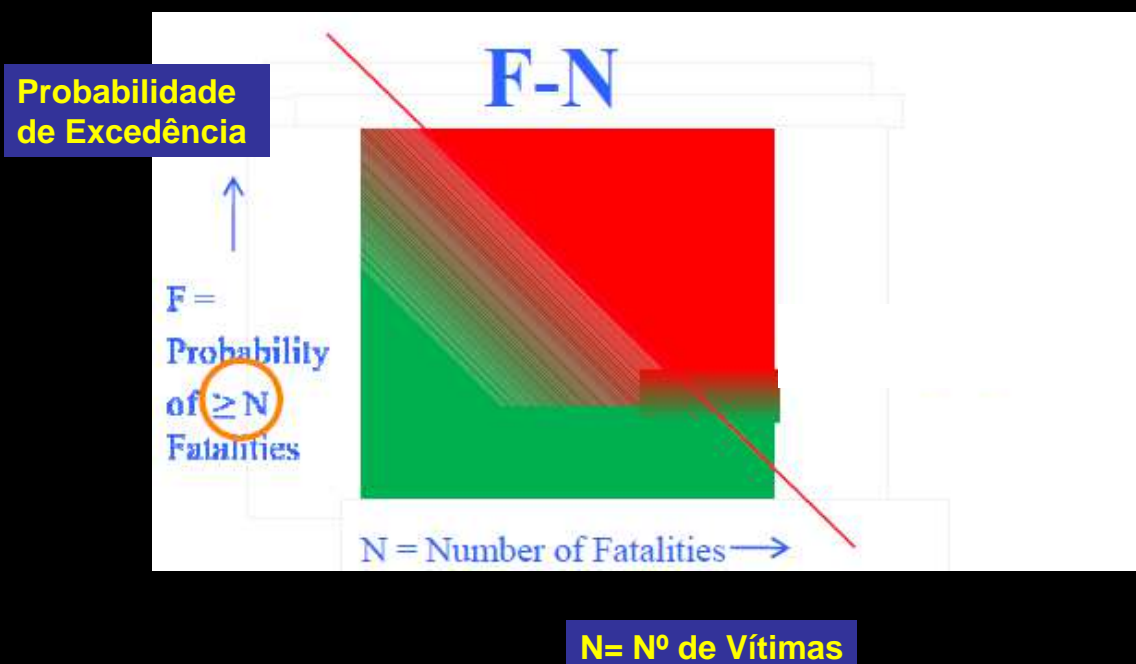 F-N
Probabilidade
de Excedência
F =
Probability
of ≥ N
Fatalities
N = Number of Fatalities
N= Nº de Vítimas